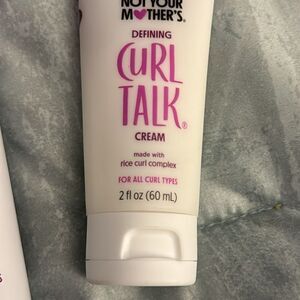 NOT YOUR
MOTHER'S®
DEFINING
CURL
TALK®
CREAM
made with
rice curl complex
FOR ALL CURL TYPES
2 fl oz (60 mL)